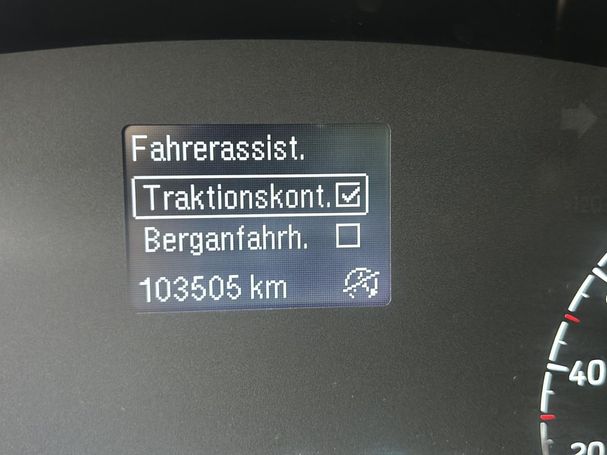 Fahrerassist.
Traktionskont.
Berganfahrh.
103505 km
40
20